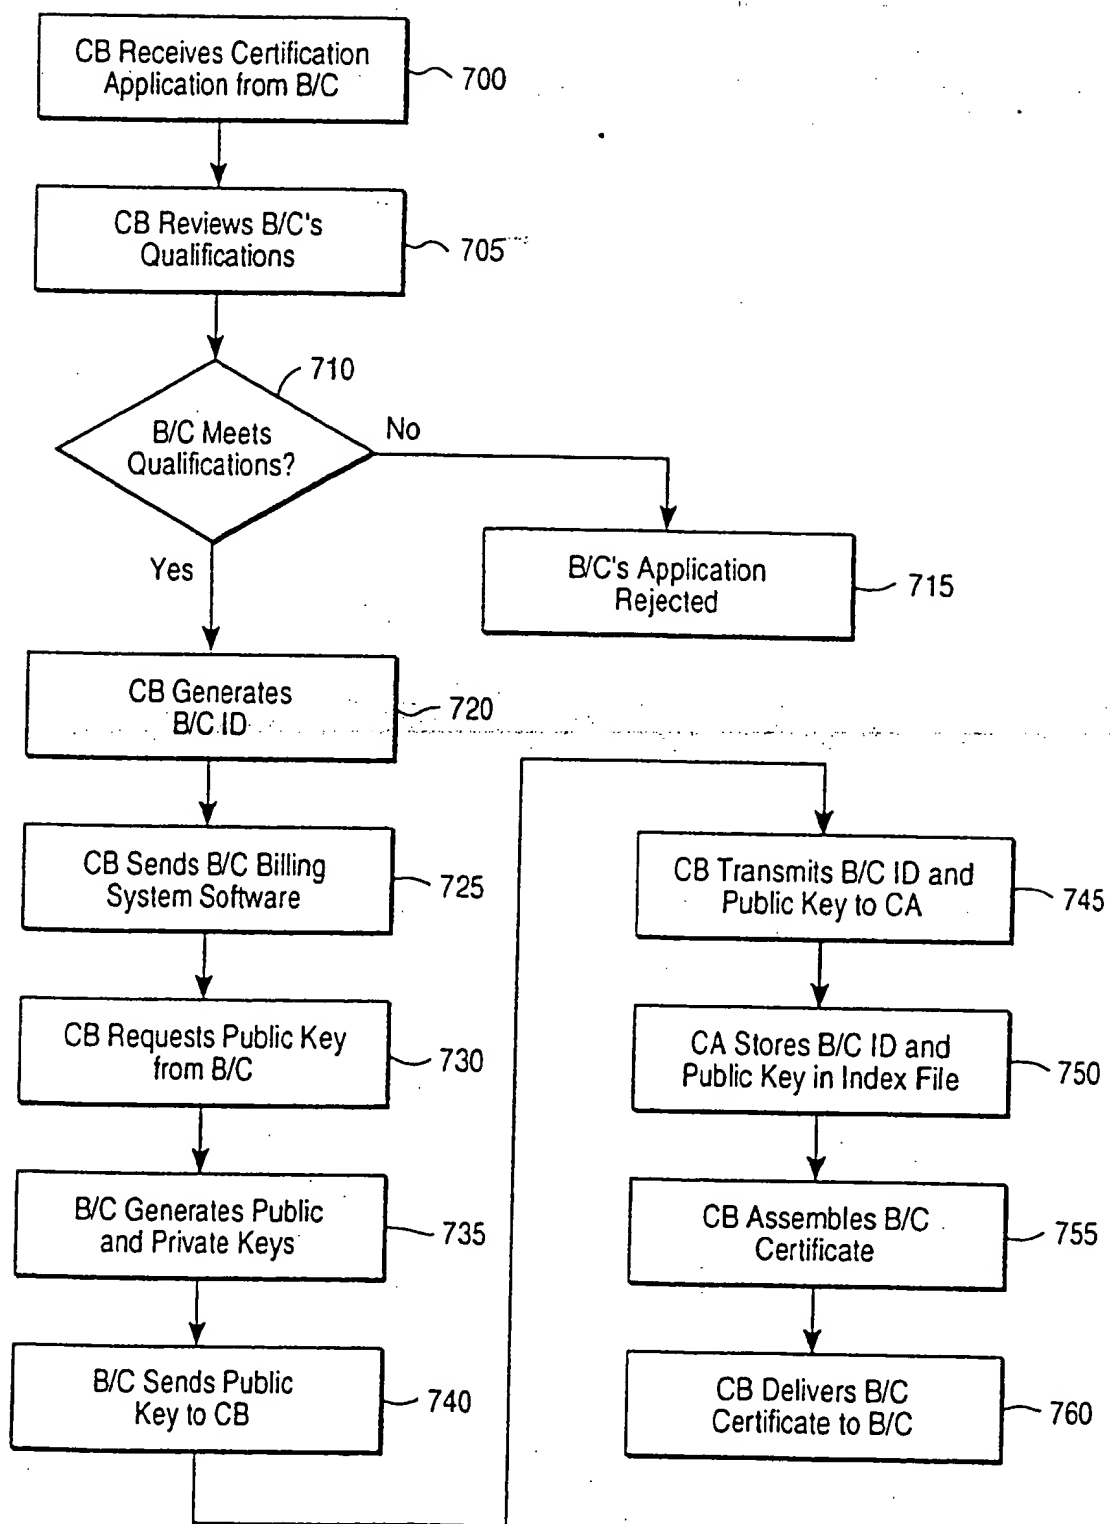 CB Receives Certification
Application from B/C
700
CB Reviews B/C's
Qualifications
705
710
B/C Meets
Qualifications?
No
Yes
B/C's Application
Rejected
715
CB Generates
B/C ID
720
CB Sends B/C Billing
System Software
725
CB Requests Public Key
from B/C
730
B/C Generates Public
and Private Keys
735
B/C Sends Public
Key to CB
740
CB Transmits B/C ID and
Public Key to CA
745
CA Stores B/C ID and
Public Key in Index File
750
CB Assembles B/C
Certificate
755
CB Delivers B/C
Certificate to B/C
760